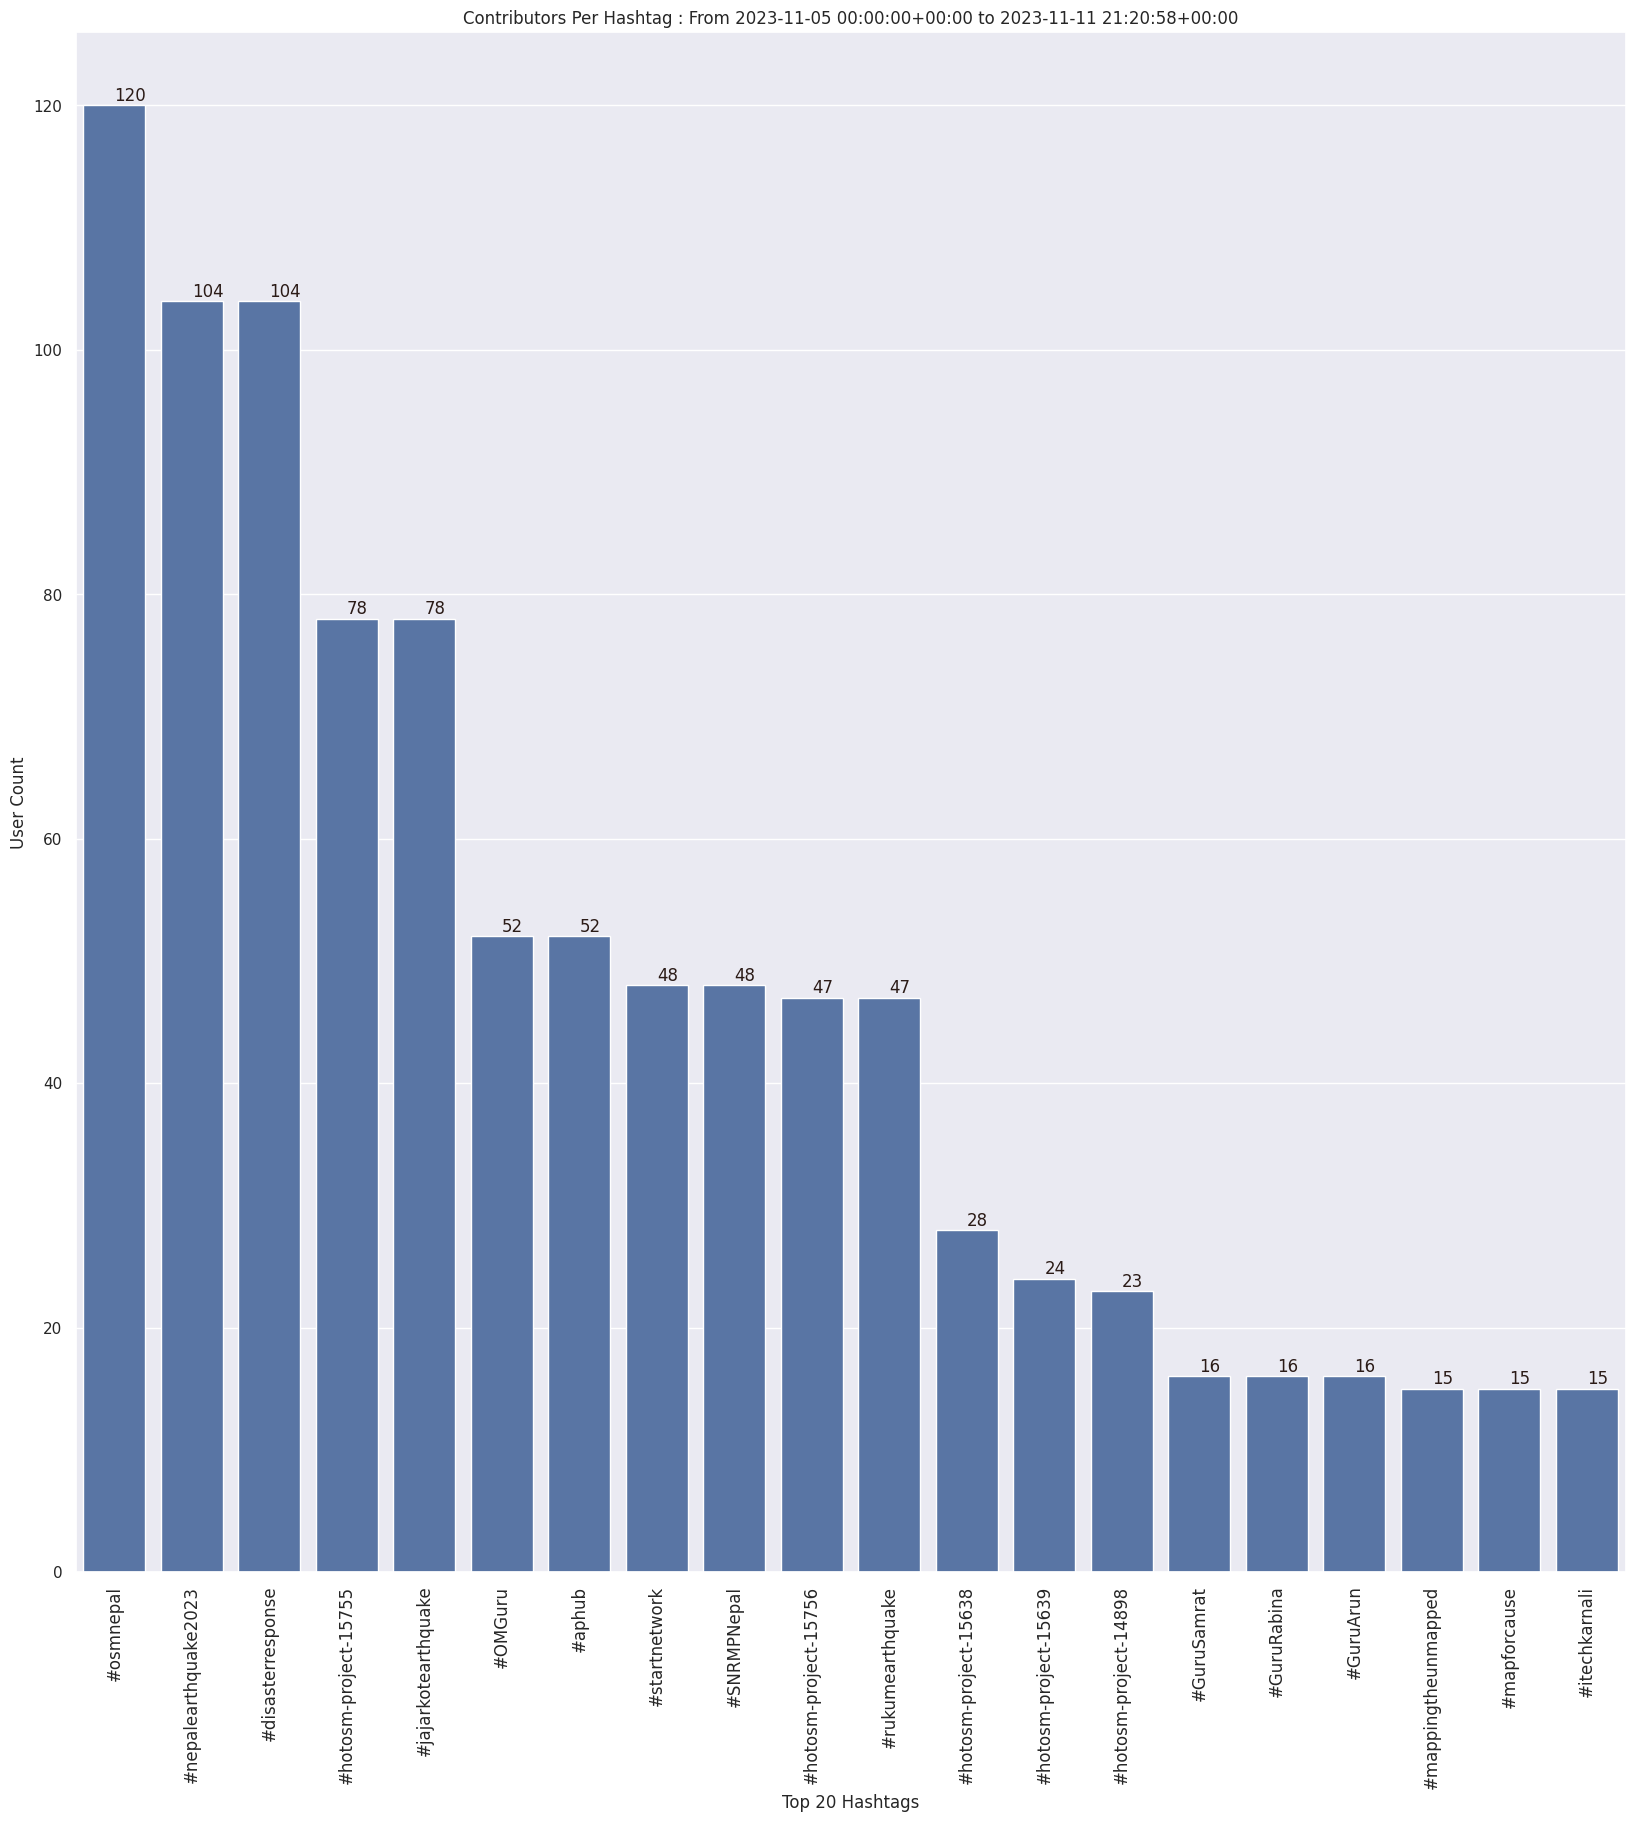 Contributors Per Hashtag : From 2023-11-05 00:00:00+00:00 to 2023-11-11 21:20:58+00:00
User Count
120
100
80
60
40
20
0
120
104
104
78
78
52
52
48
48
47
47
28
24
23
16
16
16
15
15
15
#osmnepal
#nepalearthquake2023
#disasterresponse
#hotosm-project-15755
#jajarkotearthquake
#OMGuru
#aphub
#startnetwork
#SNRMPNepal
#hotosm-project-15756
#rukumearthquake
#hotosm-project-15638
#hotosm-project-15639
#hotosm-project-14898
#GuruSamrat
#GuruRabina
#GuruArun
#mappingtheunmapped
#mapforcause
#itechkarnali
Top 20 Hashtags